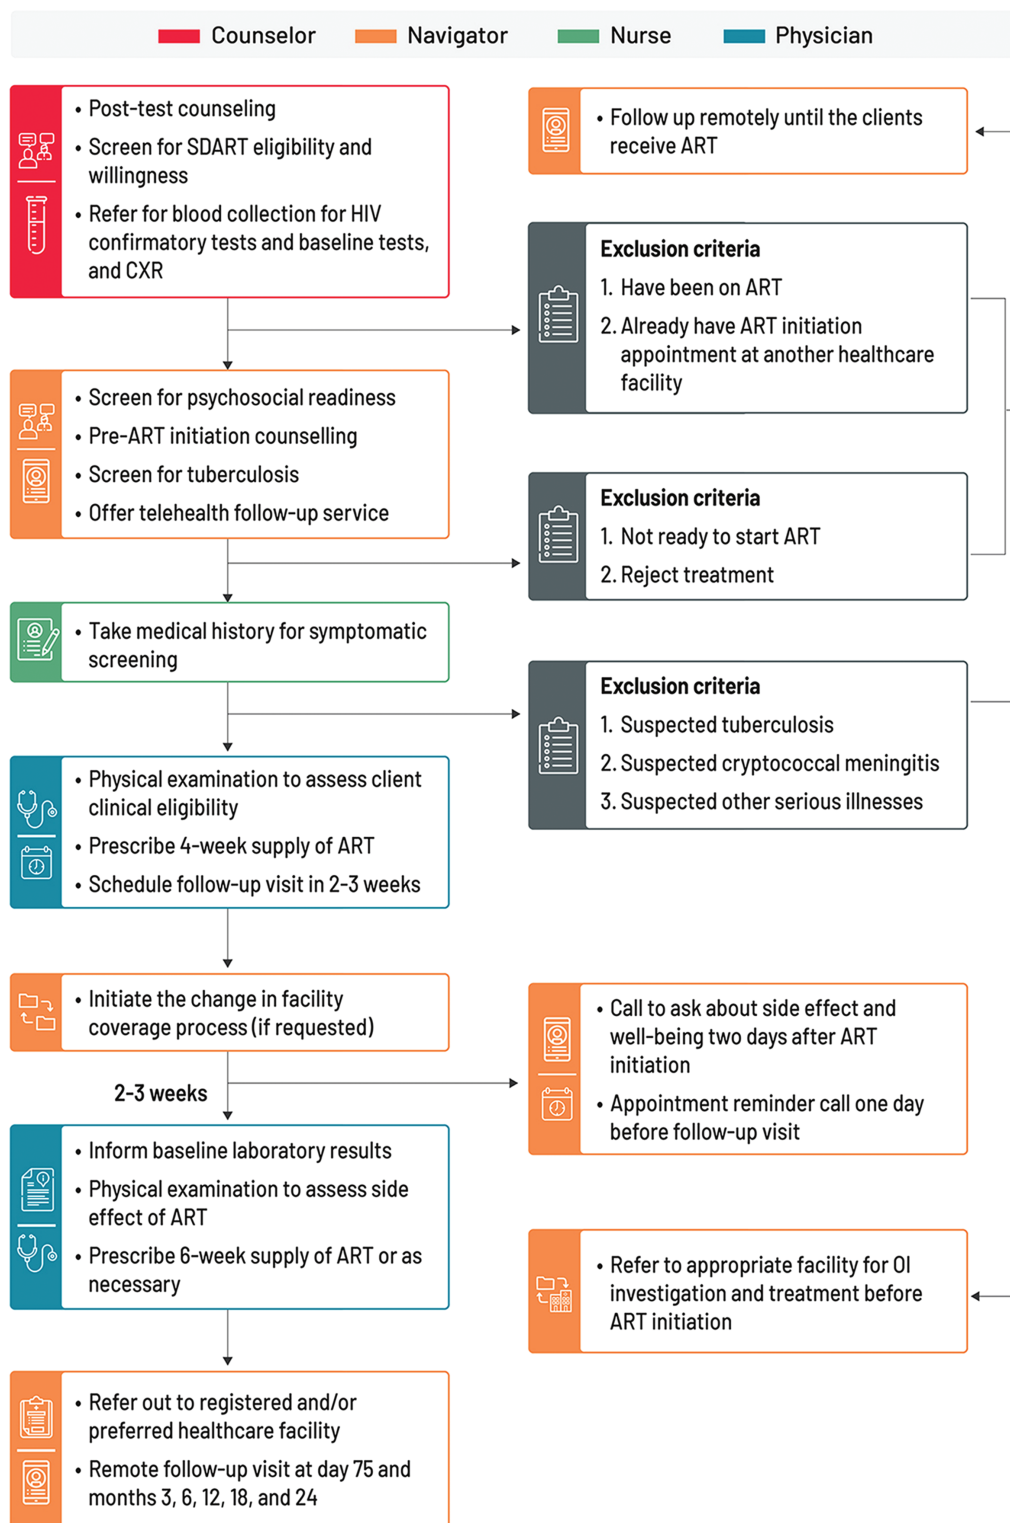 Counselor
Navigator
Nurse
Physician
• Post-test counseling
• Screen for SDART eligibility and
willingness
• Refer for blood collection for HIV
confirmatory tests and baseline tests,
and CXR
• Follow up remotely until the clients
receive ART
Exclusion criteria
1. Have been on ART
2. Already have ART initiation
appointment at another healthcare
facility
• Screen for psychosocial readiness
• Pre-ART initiation counselling
• Screen for tuberculosis
• Offer telehealth follow-up service
Exclusion criteria
1. Not ready to start ART
2. Reject treatment
• Take medical history for symptomatic
screening
Exclusion criteria
1. Suspected tuberculosis
2. Suspected cryptococcal meningitis
3. Suspected other serious illnesses
• Physical examination to assess client
clinical eligibility
• Prescribe 4-week supply of ART
• Schedule follow-up visit in 2-3 weeks
• Initiate the change in facility
coverage process (if requested)
• Call to ask about side effect and
well-being two days after ART
initiation
• Appointment reminder call one day
before follow-up visit
2-3 weeks
• Inform baseline laboratory results
• Physical examination to assess side
effect of ART
• Prescribe 6-week supply of ART or as
necessary
• Refer to appropriate facility for OI
investigation and treatment before
ART initiation
• Refer out to registered and/or
preferred healthcare facility
• Remote follow-up visit at day 75 and
months 3, 6, 12, 18, and 24